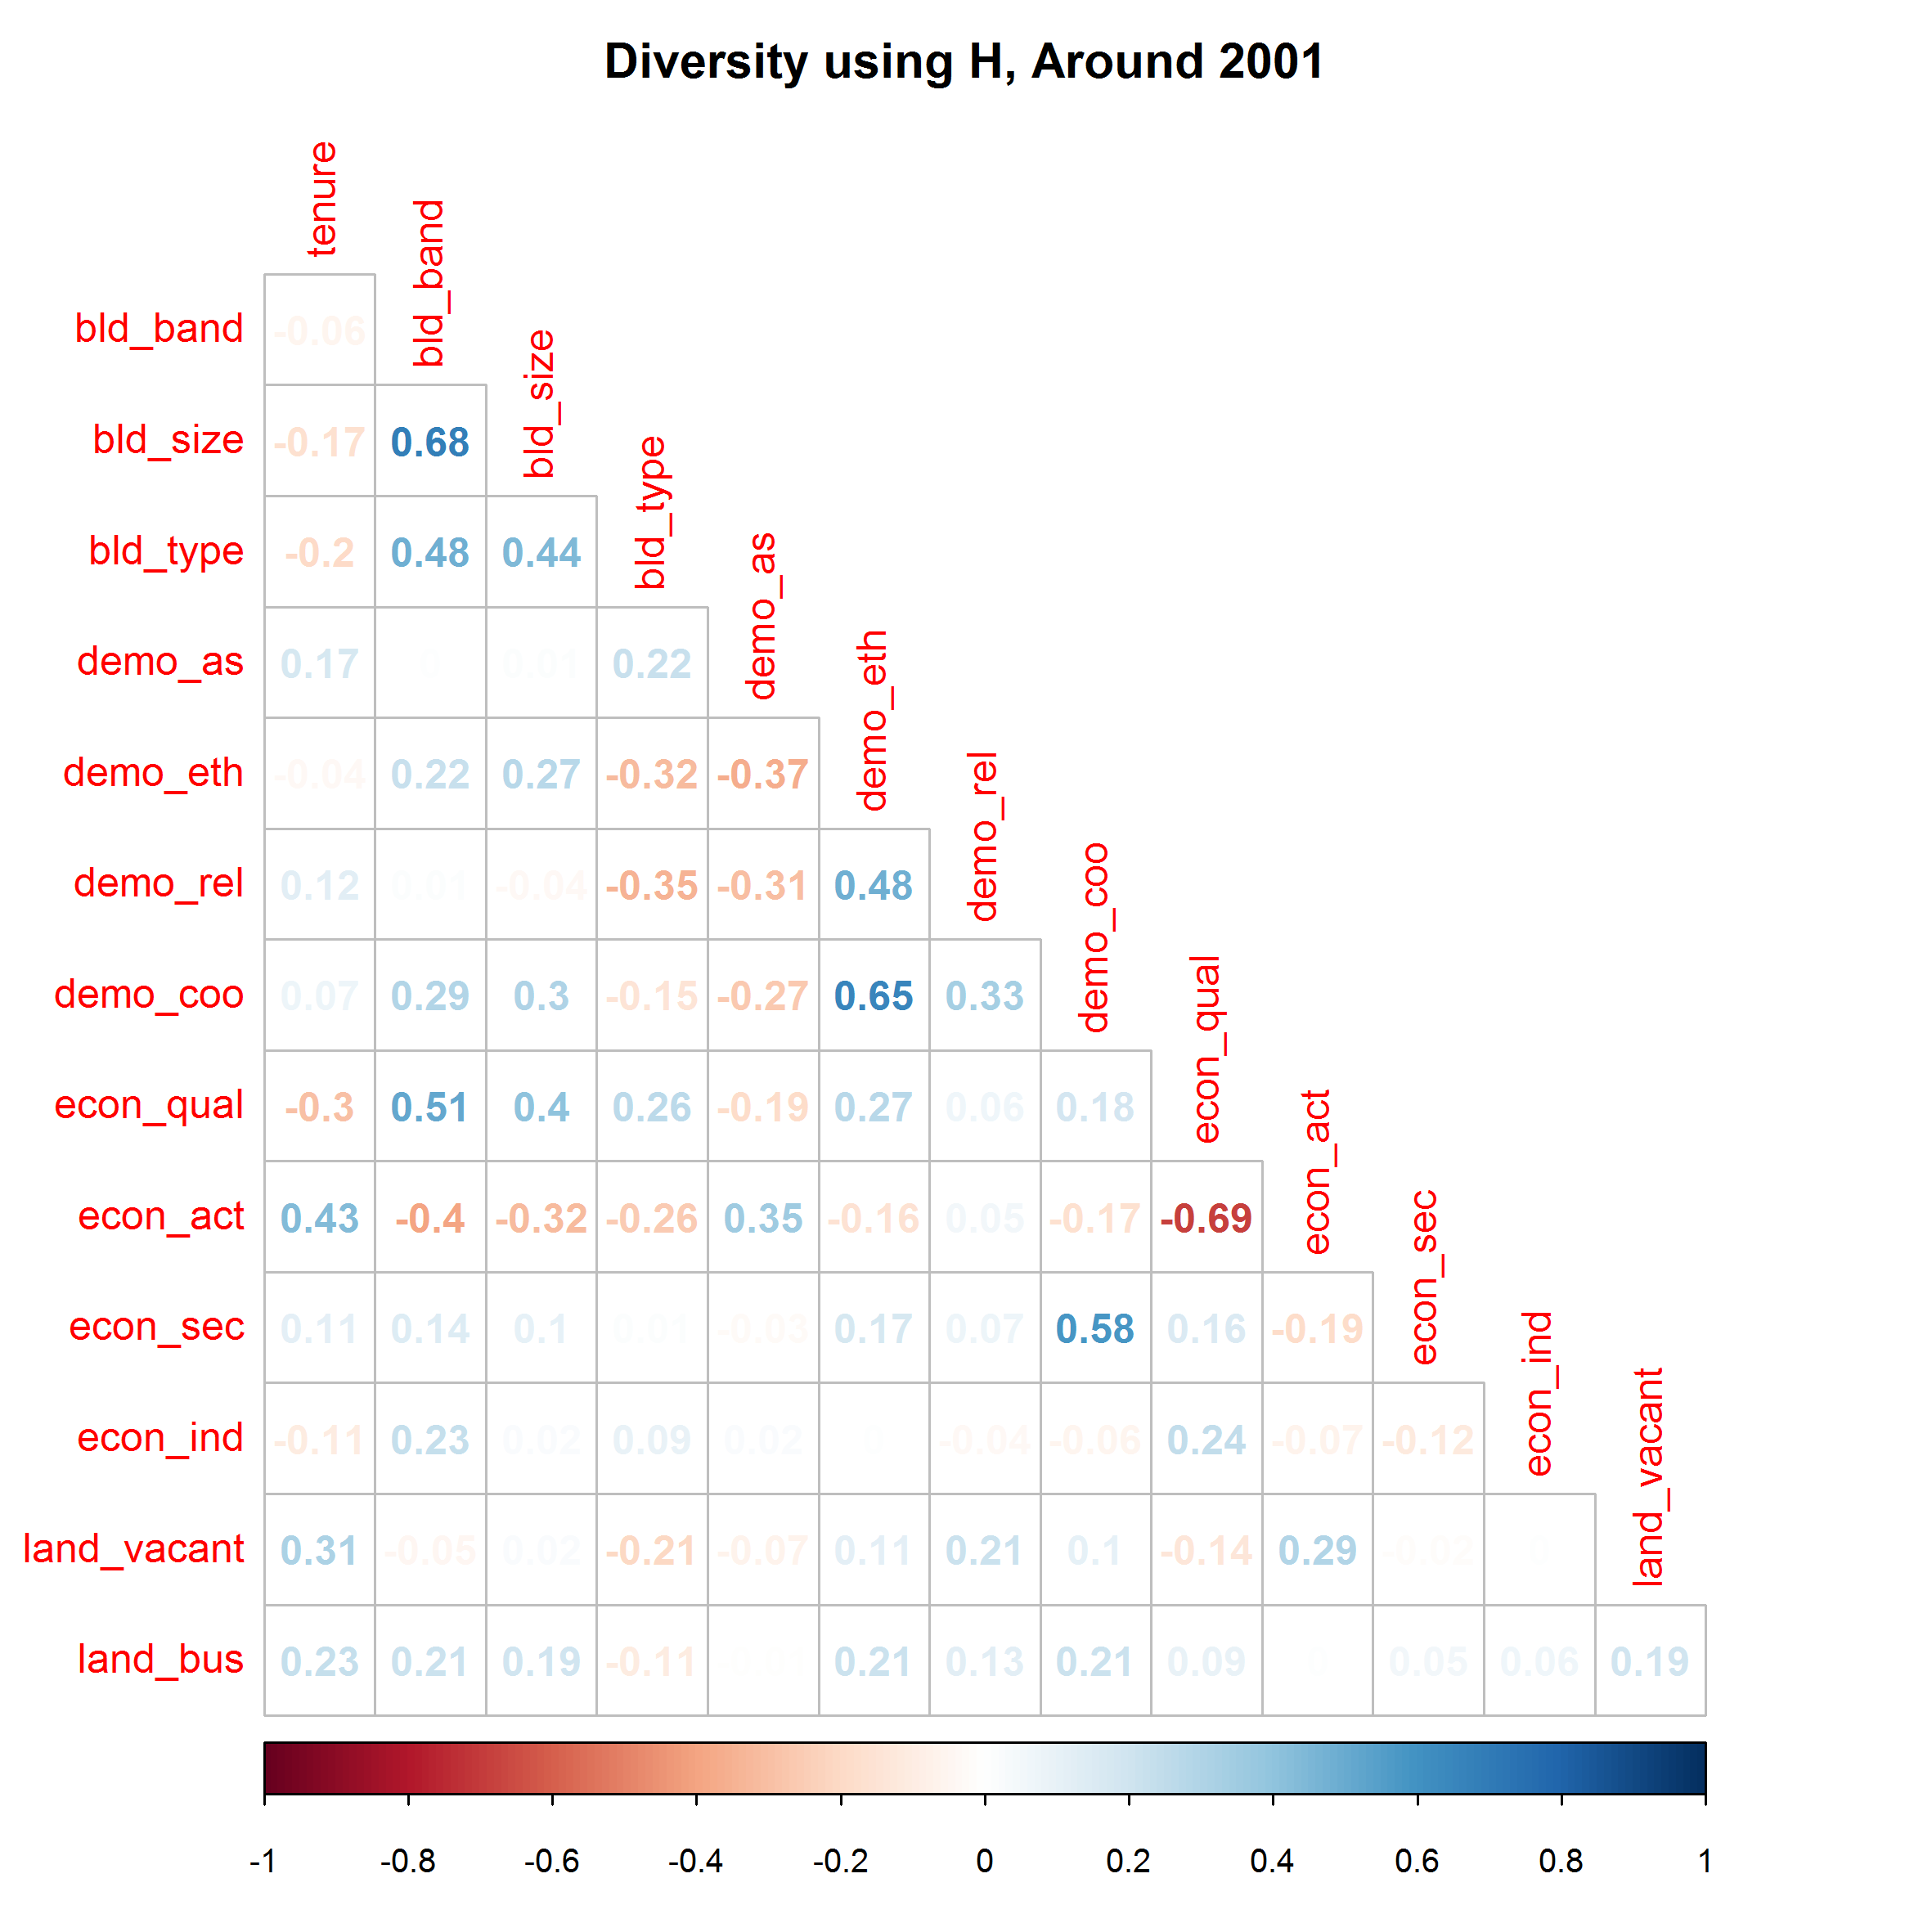 Diversity using H, Around 2001
tenure
bld_band
bld_size
bld_type
demo_as
demo_eth
demo_rel
demo_coo
econ_qual
econ_act
econ_sec
econ_ind
land_vacant
bld_band -0.06
bld_size -0.17 0.68
bld_type -0.2 0.48 0.44
demo_as 0.17 0.01 0.22
demo_eth -0.04 0.22 0.27 -0.32 -0.37
demo_rel 0.12 0.01 -0.04 -0.35 -0.31 0.48
demo_coo 0.07 0.29 0.3 -0.15 -0.27 0.65 0.33
econ_qual -0.3 0.51 0.4 0.26 -0.19 0.27 0.06 0.18
econ_act 0.43 -0.4 -0.32 -0.26 0.35 -0.16 0.05 -0.17 -0.69
econ_sec 0.11 0.14 0.1 0.01 -0.03 0.17 0.07 0.58 0.16 -0.19
econ_ind -0.11 0.23 0.02 0.09 0.02 -0.04 -0.06 0.24 -0.07 -0.12
land_vacant 0.31 -0.05 0.02 -0.21 -0.07 0.11 0.21 0.1 -0.14 0.29 -0.02
land_bus 0.23 0.21 0.19 -0.11 0.21 0.13 0.21 0.09 0.05 0.06 0.19
-1 -0.8 -0.6 -0.4 -0.2 0 0.2 0.4 0.6 0.8 1